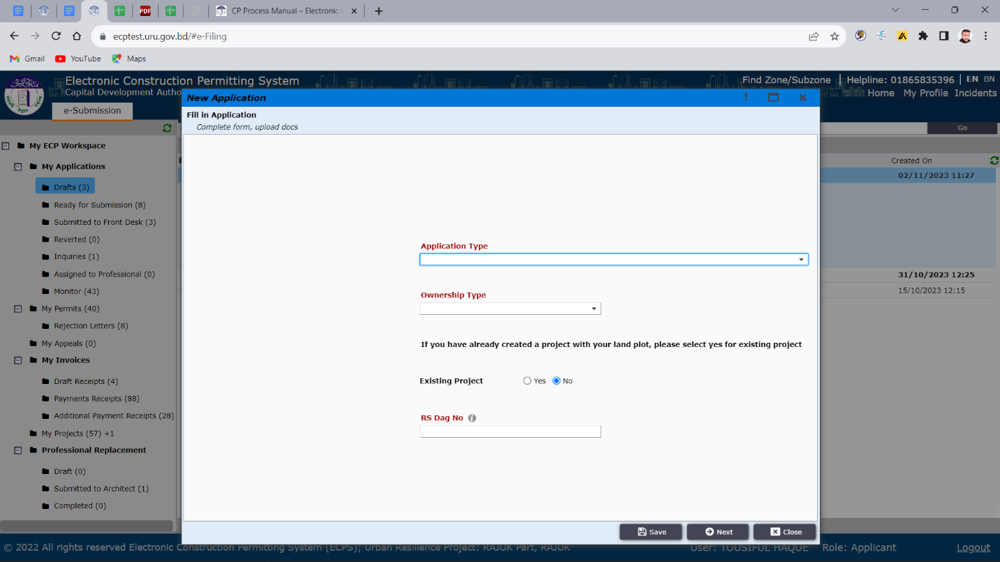 PDF
CP Process Manual – Electronic
ecptest.uru.gov.bd/#e-Filing
Gmail YouTube Maps
Electronic Construction Permitting System
Capital Development Autho
Find Zone/Subzone | Helpline: 01865835396 | EN BN
Home My Profile Incidents
e-Submission
New Application
Fill in Application
Complete form, upload docs
Go
My ECP Workspace
My Applications
Drafts (3)
Ready for Submission (8)
Submitted to Front Desk (3)
Reverted (0)
Inquiries (1)
Assigned to Professional (0)
Monitor (43)
My Permits (40)
Rejection Letters (8)
My Appeals (0)
My Invoices
Draft Receipts (4)
Payments Receipts (88)
Additional Payment Receipts (28)
My Projects (57) +1
Professional Replacement
Draft (0)
Submitted to Architect (1)
Completed (0)
Application Type
Ownership Type
If you have already created a project with your land plot, please select yes for existing project
Existing Project Yes No
RS Dag No
Created On
02/11/2023 11:27
31/10/2023 12:25
15/10/2023 12:15
Save Next Close
© 2022 All rights reserved Electronic Construction Permitting System (ECPS); Urban Resilience Project: RAJUK Part, RAJUK
User: TOUSIFUL HAQUE Role: Applicant Logout